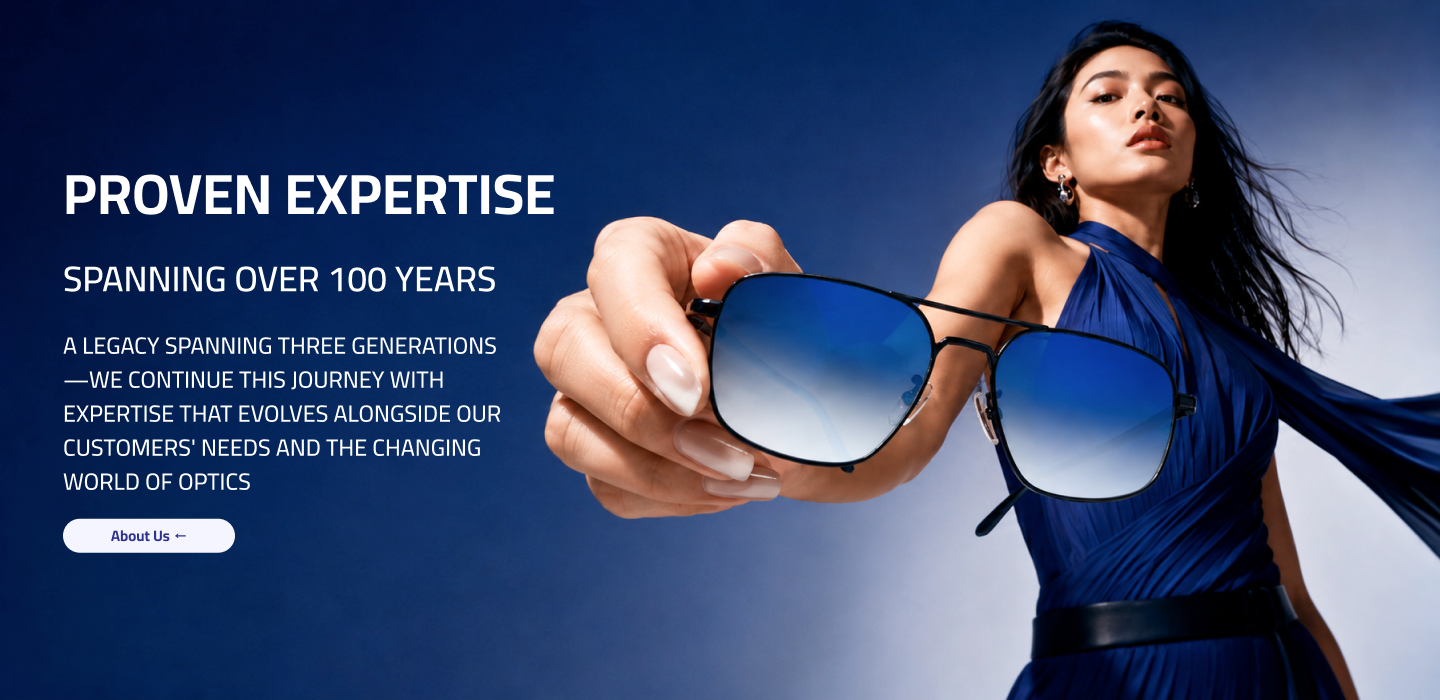 PROVEN EXPERTISE
SPANNING OVER 100 YEARS
A LEGACY SPANNING THREE GENERATIONS
—WE CONTINUE THIS JOURNEY WITH
EXPERTISE THAT EVOLVES ALONGSIDE OUR
CUSTOMERS' NEEDS AND THE CHANGING
WORLD OF OPTICS
About Us ←